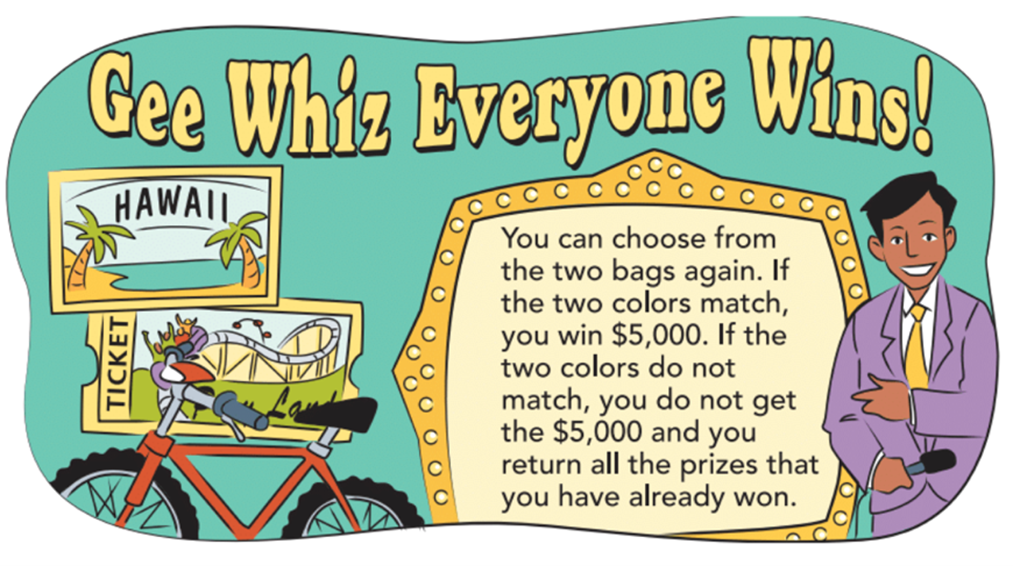 Gee Whiz Everyone Wins!
HAWAII
TICKET
Land
You can choose from
the two bags again. If
the two colors match,
you win $5,000. If the
two colors do not
match, you do not get
the $5,000 and you
return all the prizes that
you have already won.